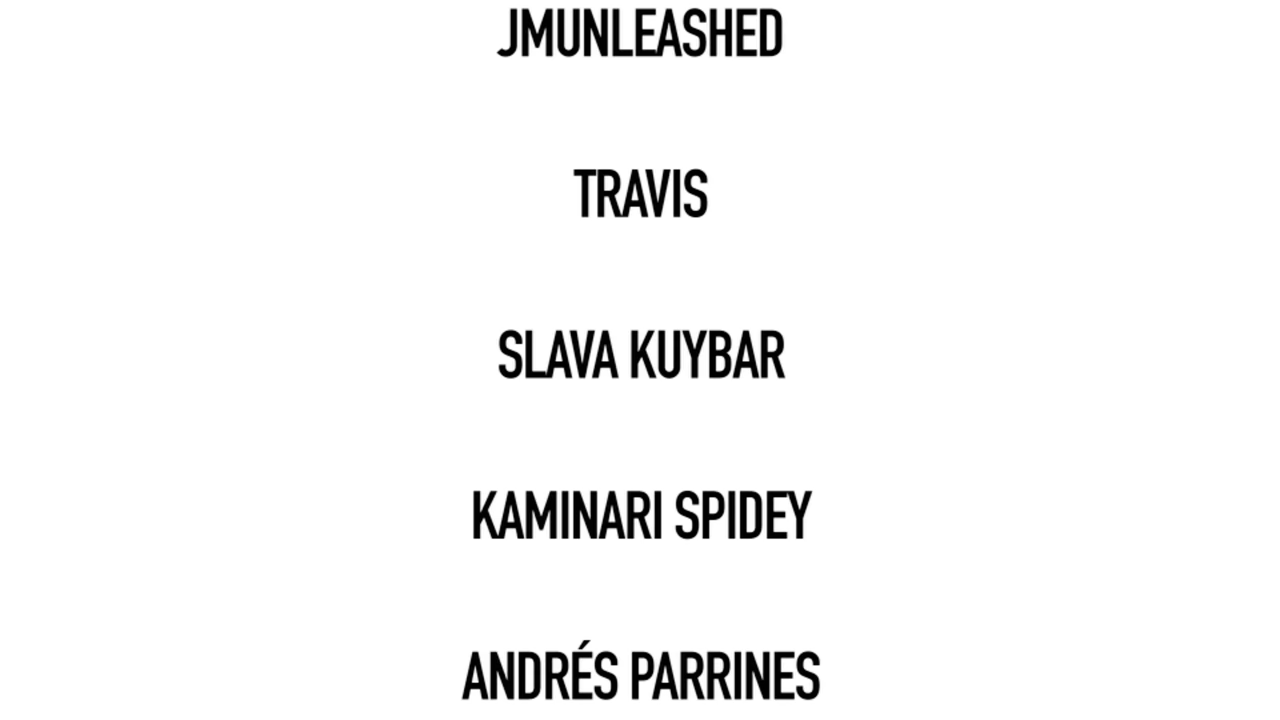 JMUNLEASHED
TRAVIS
SLAVA KUYBAR
KAMINARI SPIDEY
ANDRÉS PARRINES